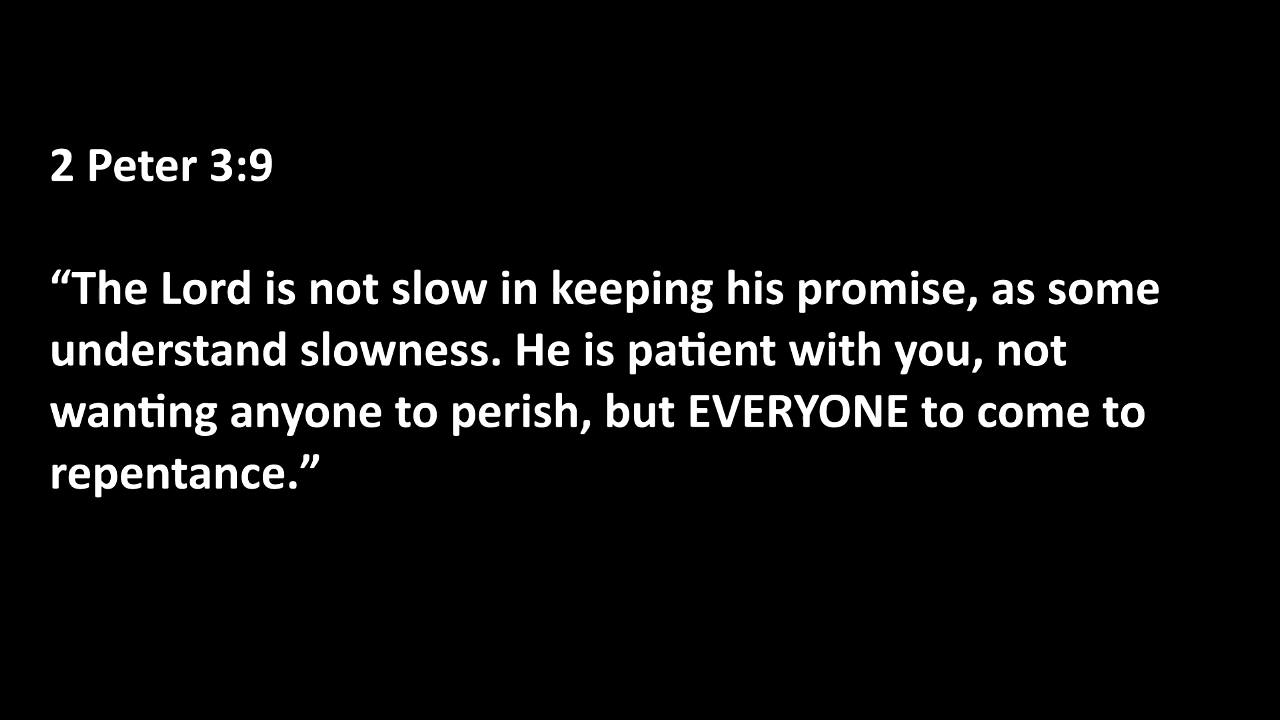 2 Peter 3:9
“The Lord is not slow in keeping his promise, as some
understand slowness. He is patient with you, not
wanting anyone to perish, but EVERYONE to come to
repentance.”